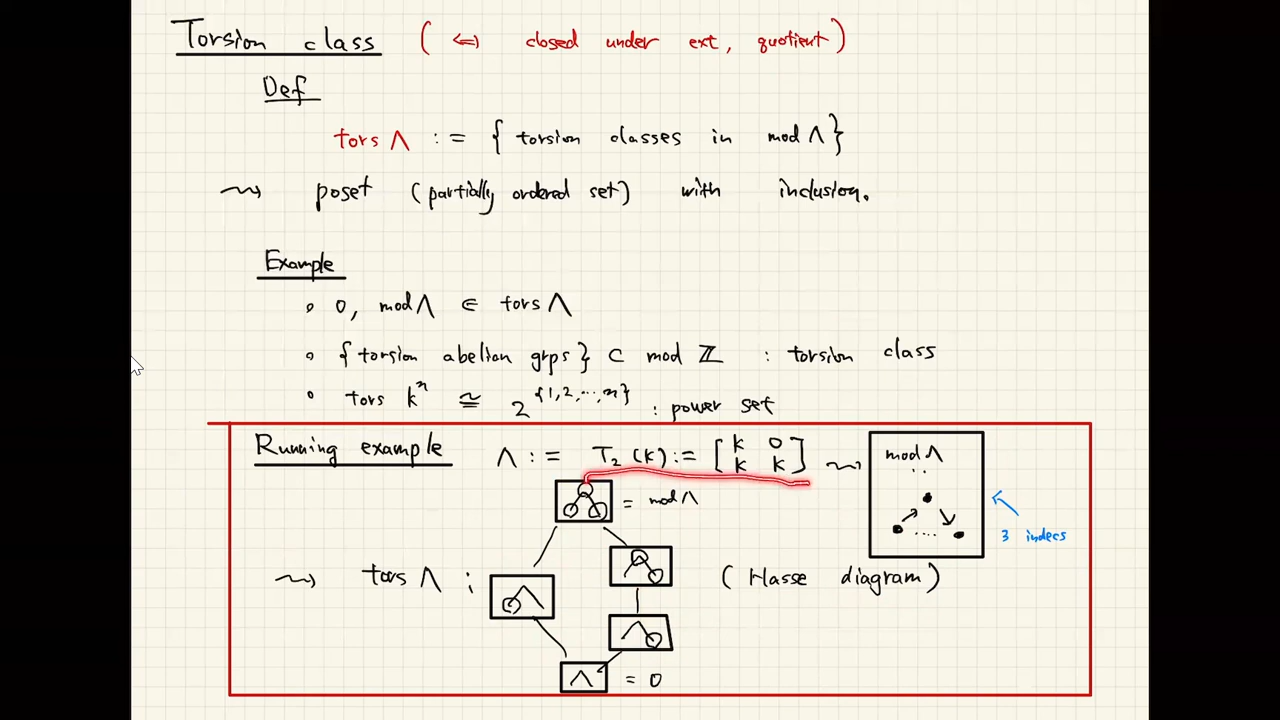 Torsion class ( ⇔ closed under ext, quotient )
Def
tors Λ := { torsion classes in mod Λ }
⇝ poset (partially ordered set) with inclusion.
Example
∘ 0, mod Λ ∈ tors Λ
∘ { torsion abelian grps } ⊂ mod ℤ : torsion class
∘ tors kⁿ ≅ 2^{1,2,…,n} : power set
Running example Λ := T₂(k) := [k 0 / k k] ⇝ mod Λ
= mod Λ
3 indecs
⇝ tors Λ : ( Hasse diagram )
= 0